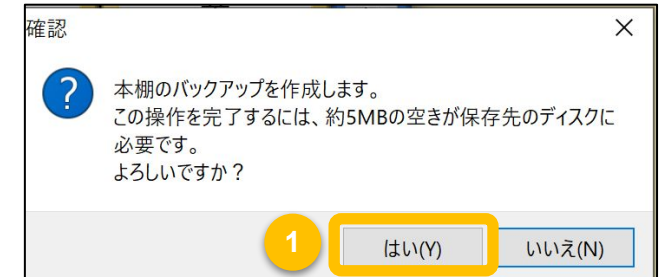 確認
本棚のバックアップを作成します。
この操作を完了するには、約5MBの空きが保存先のディスクに
必要です。
よろしいですか？
1 はい(Y) いいえ(N)